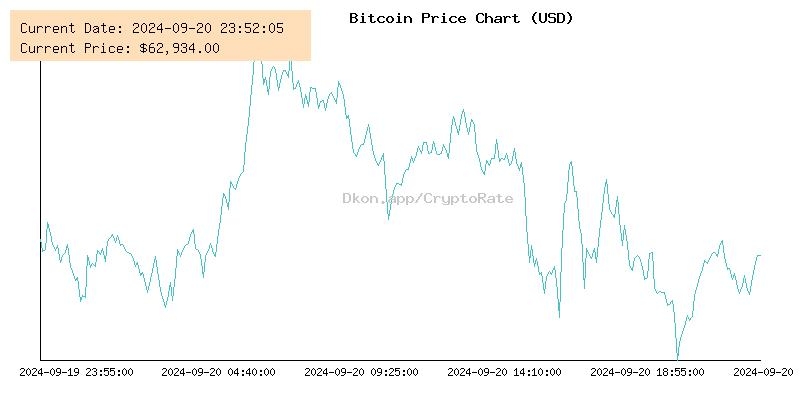 Bitcoin Price Chart (USD)
Current Date: 2024-09-20 23:52:05
Current Price: $62,934.00
Dkon.app/CryptoRate
2024-09-19 23:55:00 2024-09-20 04:40:00 2024-09-20 09:25:00 2024-09-20 14:10:00 2024-09-20 18:55:00 2024-09-20